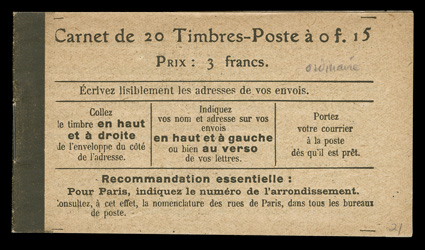 Carnet de 20 Timbres-Poste à 0 f. 15
PRIX : 3 francs.
Écrivez lisiblement les adresses de vos envois.
Collez
le timbre en haut
et à droite
de l'enveloppe du côté
de l'adresse.
Indiquez
vos nom et adresse sur vos
envois
en haut et à gauche
ou bien au verso
de vos lettres.
Portez
votre courrier
à la poste
dès qu'il est prêt.
Recommandation essentielle :
Pour Paris, indiquez le numéro de l'arrondissement.
Consultez, à cet effet, la nomenclature des rues de Paris, dans tous les bureaux
de poste.